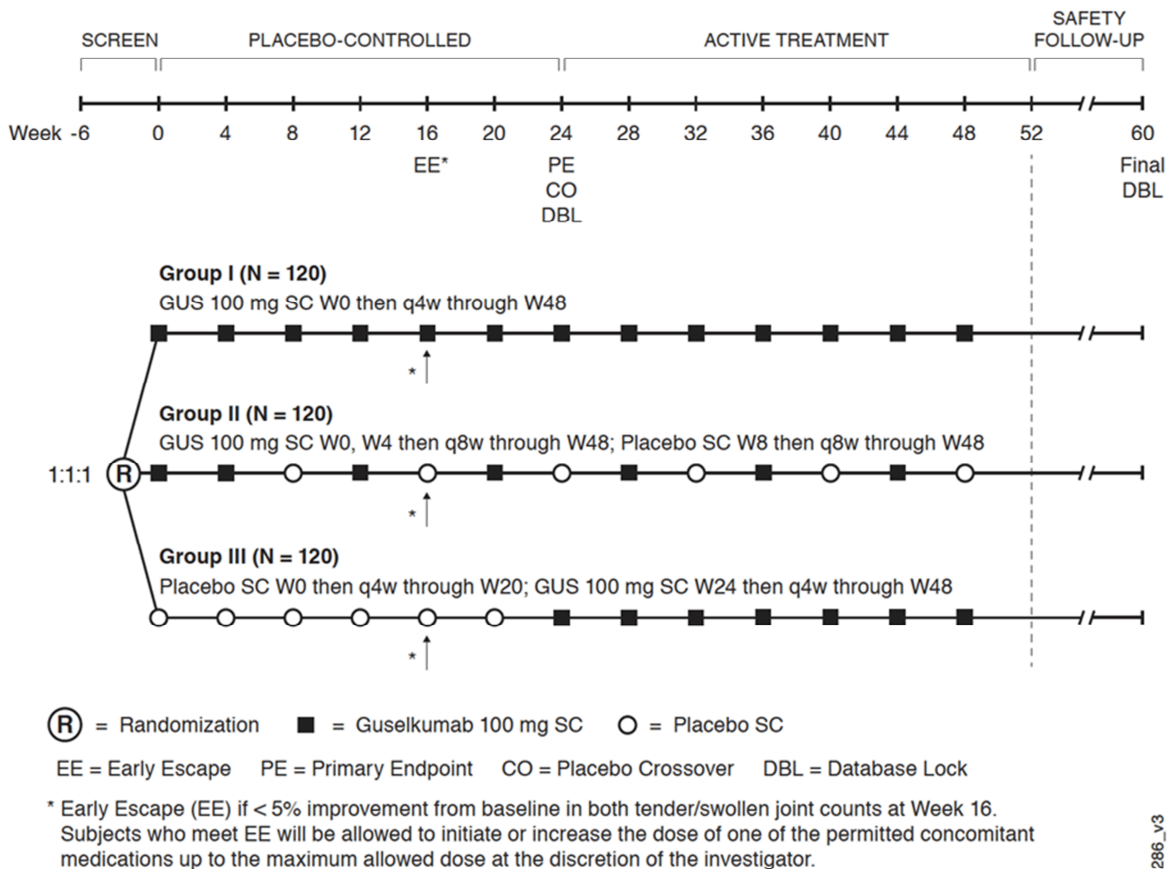 SCREEN PLACEBO-CONTROLLED ACTIVE TREATMENT SAFETY
FOLLOW-UP
Week -6 0 4 8 12 16 20 24 28 32 36 40 44 48 52 60
EE* PE Final
CO DBL
DBL
Group I (N = 120)
GUS 100 mg SC W0 then q4w through W48
*
Group II (N = 120)
GUS 100 mg SC W0, W4 then q8w through W48; Placebo SC W8 then q8w through W48
1:1:1 R
*
Group III (N = 120)
Placebo SC W0 then q4w through W20; GUS 100 mg SC W24 then q4w through W48
*
R = Randomization = Guselkumab 100 mg SC = Placebo SC
EE = Early Escape PE = Primary Endpoint CO = Placebo Crossover DBL = Database Lock
* Early Escape (EE) if < 5% improvement from baseline in both tender/swollen joint counts at Week 16.
Subjects who meet EE will be allowed to initiate or increase the dose of one of the permitted concomitant
medications up to the maximum allowed dose at the discretion of the investigator.
286_v3